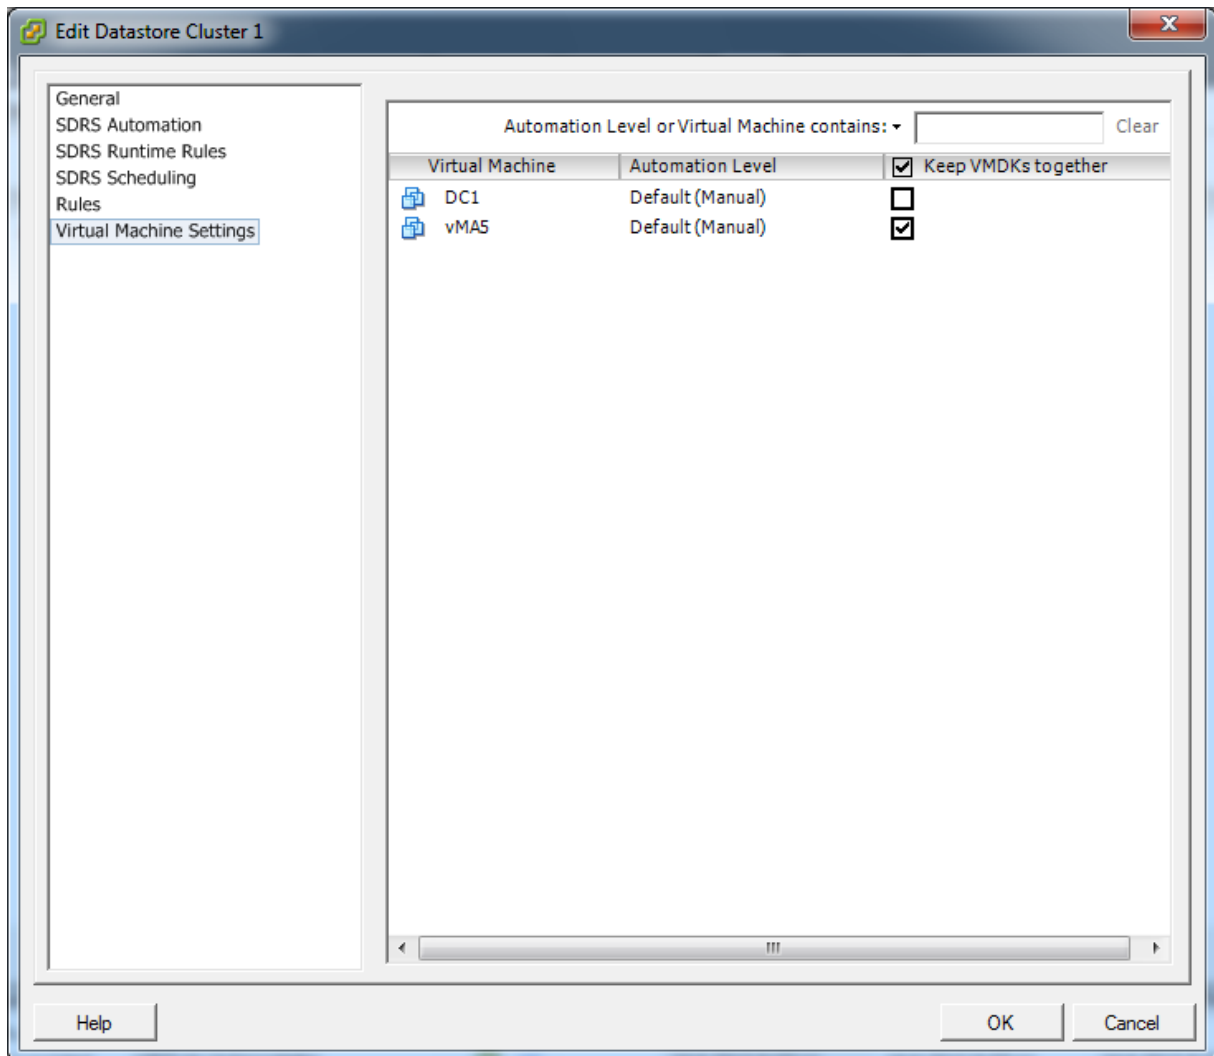 Edit Datastore Cluster 1
General
SDRS Automation
SDRS Runtime Rules
SDRS Scheduling
Rules
Virtual Machine Settings
Automation Level or Virtual Machine contains: Clear
Virtual Machine Automation Level Keep VMDKs together
DC1 Default (Manual)
vMA5 Default (Manual)
Help OK Cancel